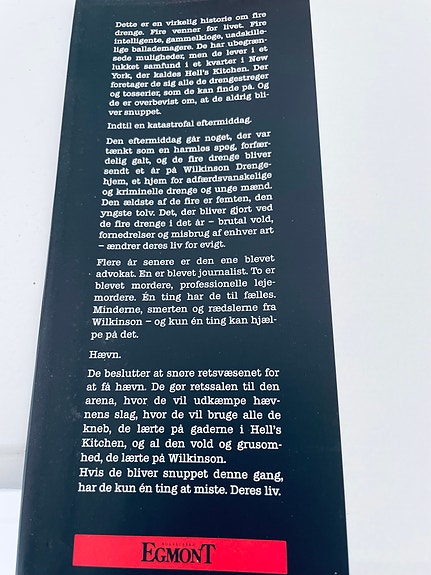 Dette er en virkelig historie om fire
drenge. Fire venner for livet. Fire
intelligente, gammelkloge, uadskille-
lige ballademagere. De har ubegræn-
sede muligheder, men de lever i et
lukket samfund i et kvarter i New
York, der kaldes Hell's Kitchen. Der
foretager de sig alle de drengestreger
og tosserier, som de kan finde på. Og
de er overbevist om, at de aldrig bli-
ver snuppet.
Indtil en katastrofal eftermiddag.
Den eftermiddag går noget, der var
tænkt som en harmløs spøg, forfær-
delig galt, og de fire drenge bliver
sendt et år på Wilkinson Drenge-
hjem, et hjem for adfærdsvanskelige
og kriminelle drenge og unge mænd.
Den ældste af de fire er femten, den
yngste tolv. Det, der bliver gjort ved
de fire drenge i det år – brutal vold,
fornedrelser og misbrug af enhver art
– ændrer deres liv for evigt.
Flere år senere er den ene blevet
advokat. En er blevet journalist. To er
blevet mordere, professionelle leje-
mordere. Én ting har de til fælles.
Minderne, smerten og rædslerne fra
Wilkinson – og kun én ting kan hjæl-
pe på det.
Hævn.
De beslutter at snøre retsvæsenet for
at få hævn. De gør retssalen til den
arena, hvor de vil udkæmpe hæv-
nens slag, hvor de vil bruge alle de
kneb, de lærte på gaderne i Hell's
Kitchen, og al den vold og grusom-
hed, de lærte på Wilkinson.
Hvis de bliver snuppet denne gang,
har de kun én ting at miste. Deres liv.
EGMONT